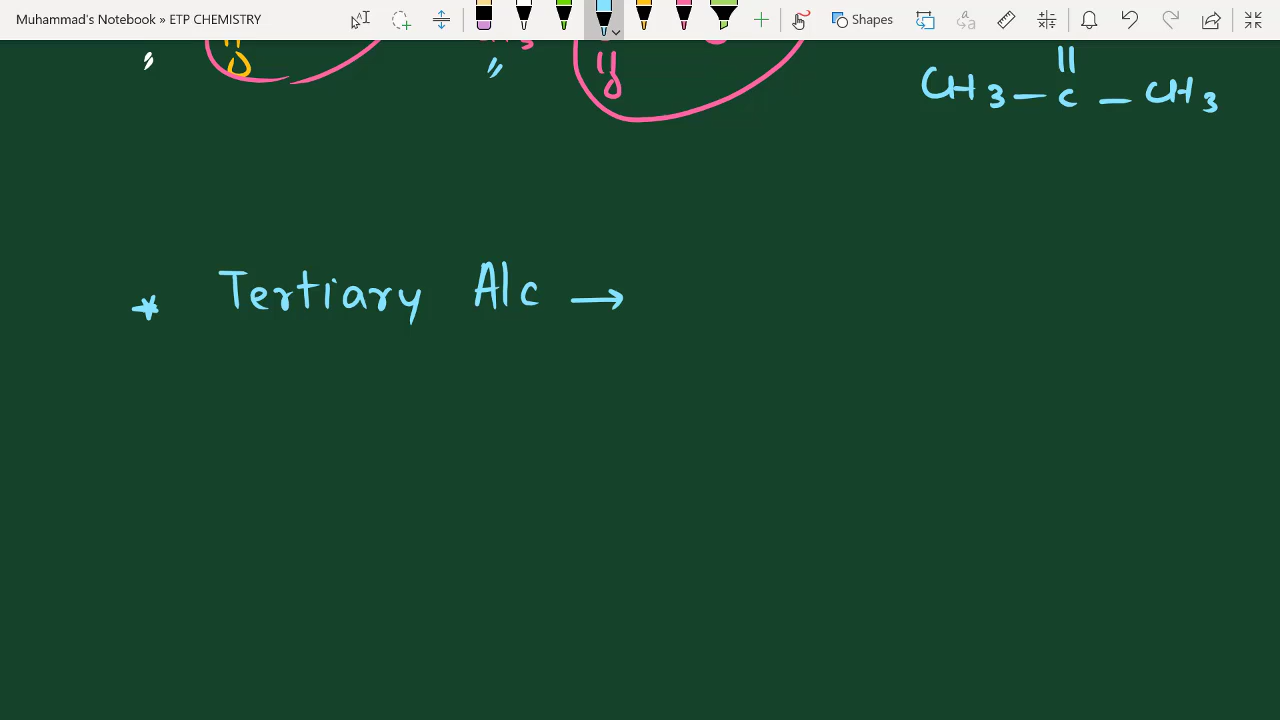 Muhammad's Notebook » ETP CHEMISTRY
Shapes
CH3 — C — CH3
* Tertiary Alc →